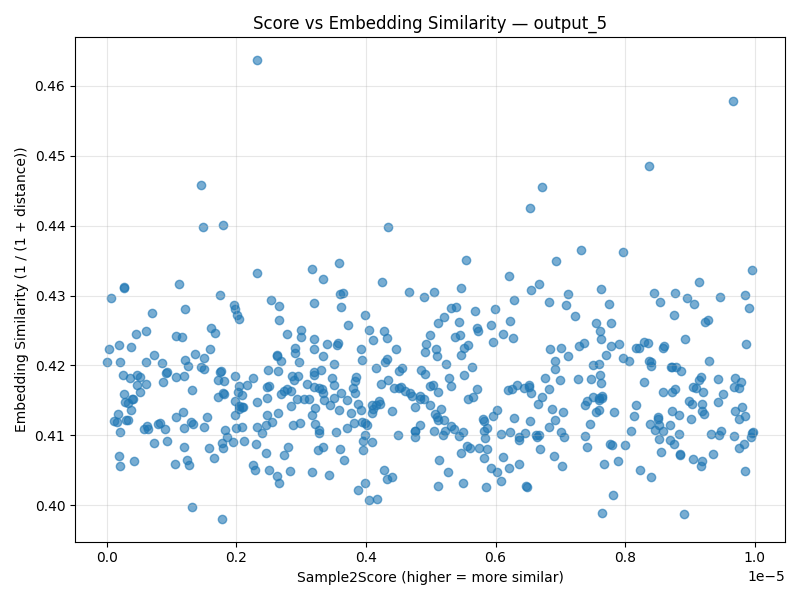 Score vs Embedding Similarity — output_5
Embedding Similarity (1 / (1 + distance))
0.46
0.45
0.44
0.43
0.42
0.41
0.40
0.0 0.2 0.4 0.6 0.8 1.0
1e−5
Sample2Score (higher = more similar)